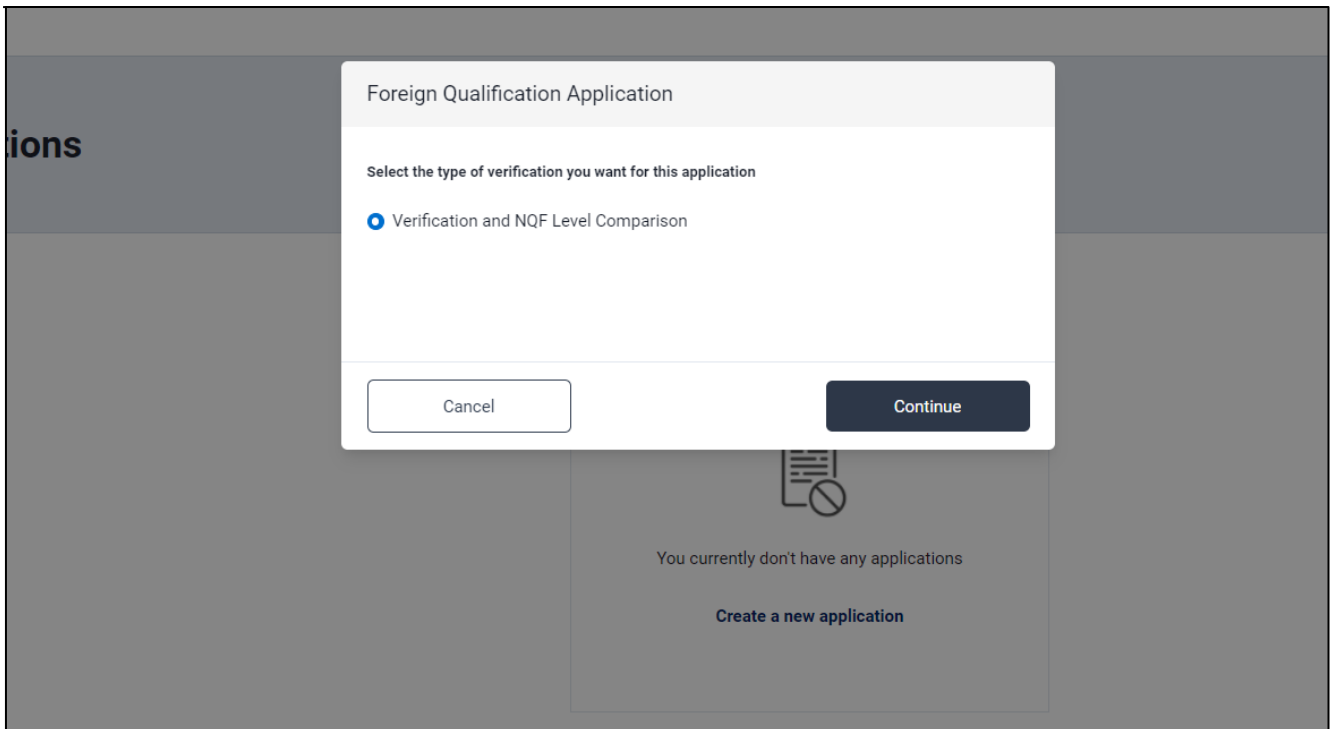 Foreign Qualification Application
tions
Select the type of verification you want for this application
Verification and NQF Level Comparison
Cancel
Continue
You currently don't have any applications
Create a new application